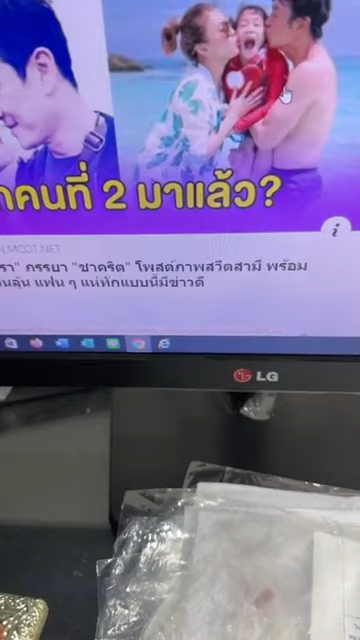 คนที่ 2 มาแล้ว?
i
N.MCOT.NET
รา" ภรรยา "ชาคริต" โพสต์ภาพสวีตสามี พร้อม
แฟน ๆ แห่ทักแบบนี้มีข่าวดี
LG